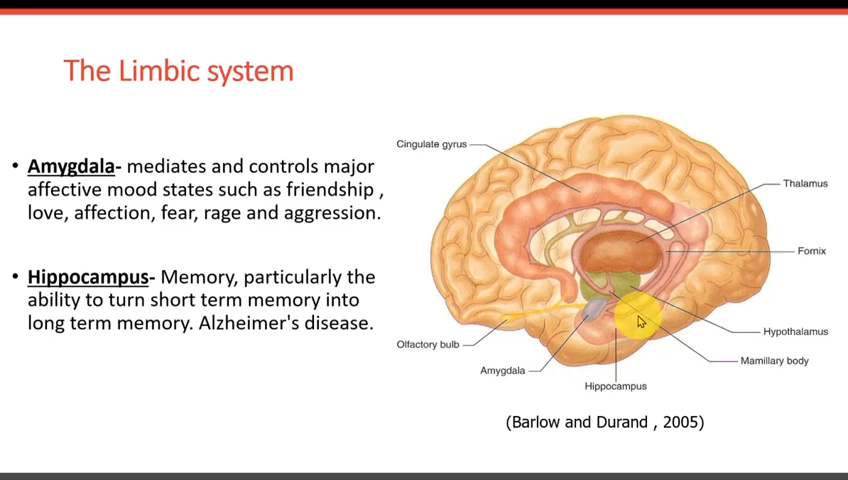 The Limbic system
• Amygdala- mediates and controls major
affective mood states such as friendship ,
love, affection, fear, rage and aggression.
• Hippocampus- Memory, particularly the
ability to turn short term memory into
long term memory. Alzheimer's disease.
Cingulate gyrus
Thalamus
Fornix
Hypothalamus
Olfactory bulb
Mamillary body
Amygdala
Hippocampus
(Barlow and Durand , 2005)